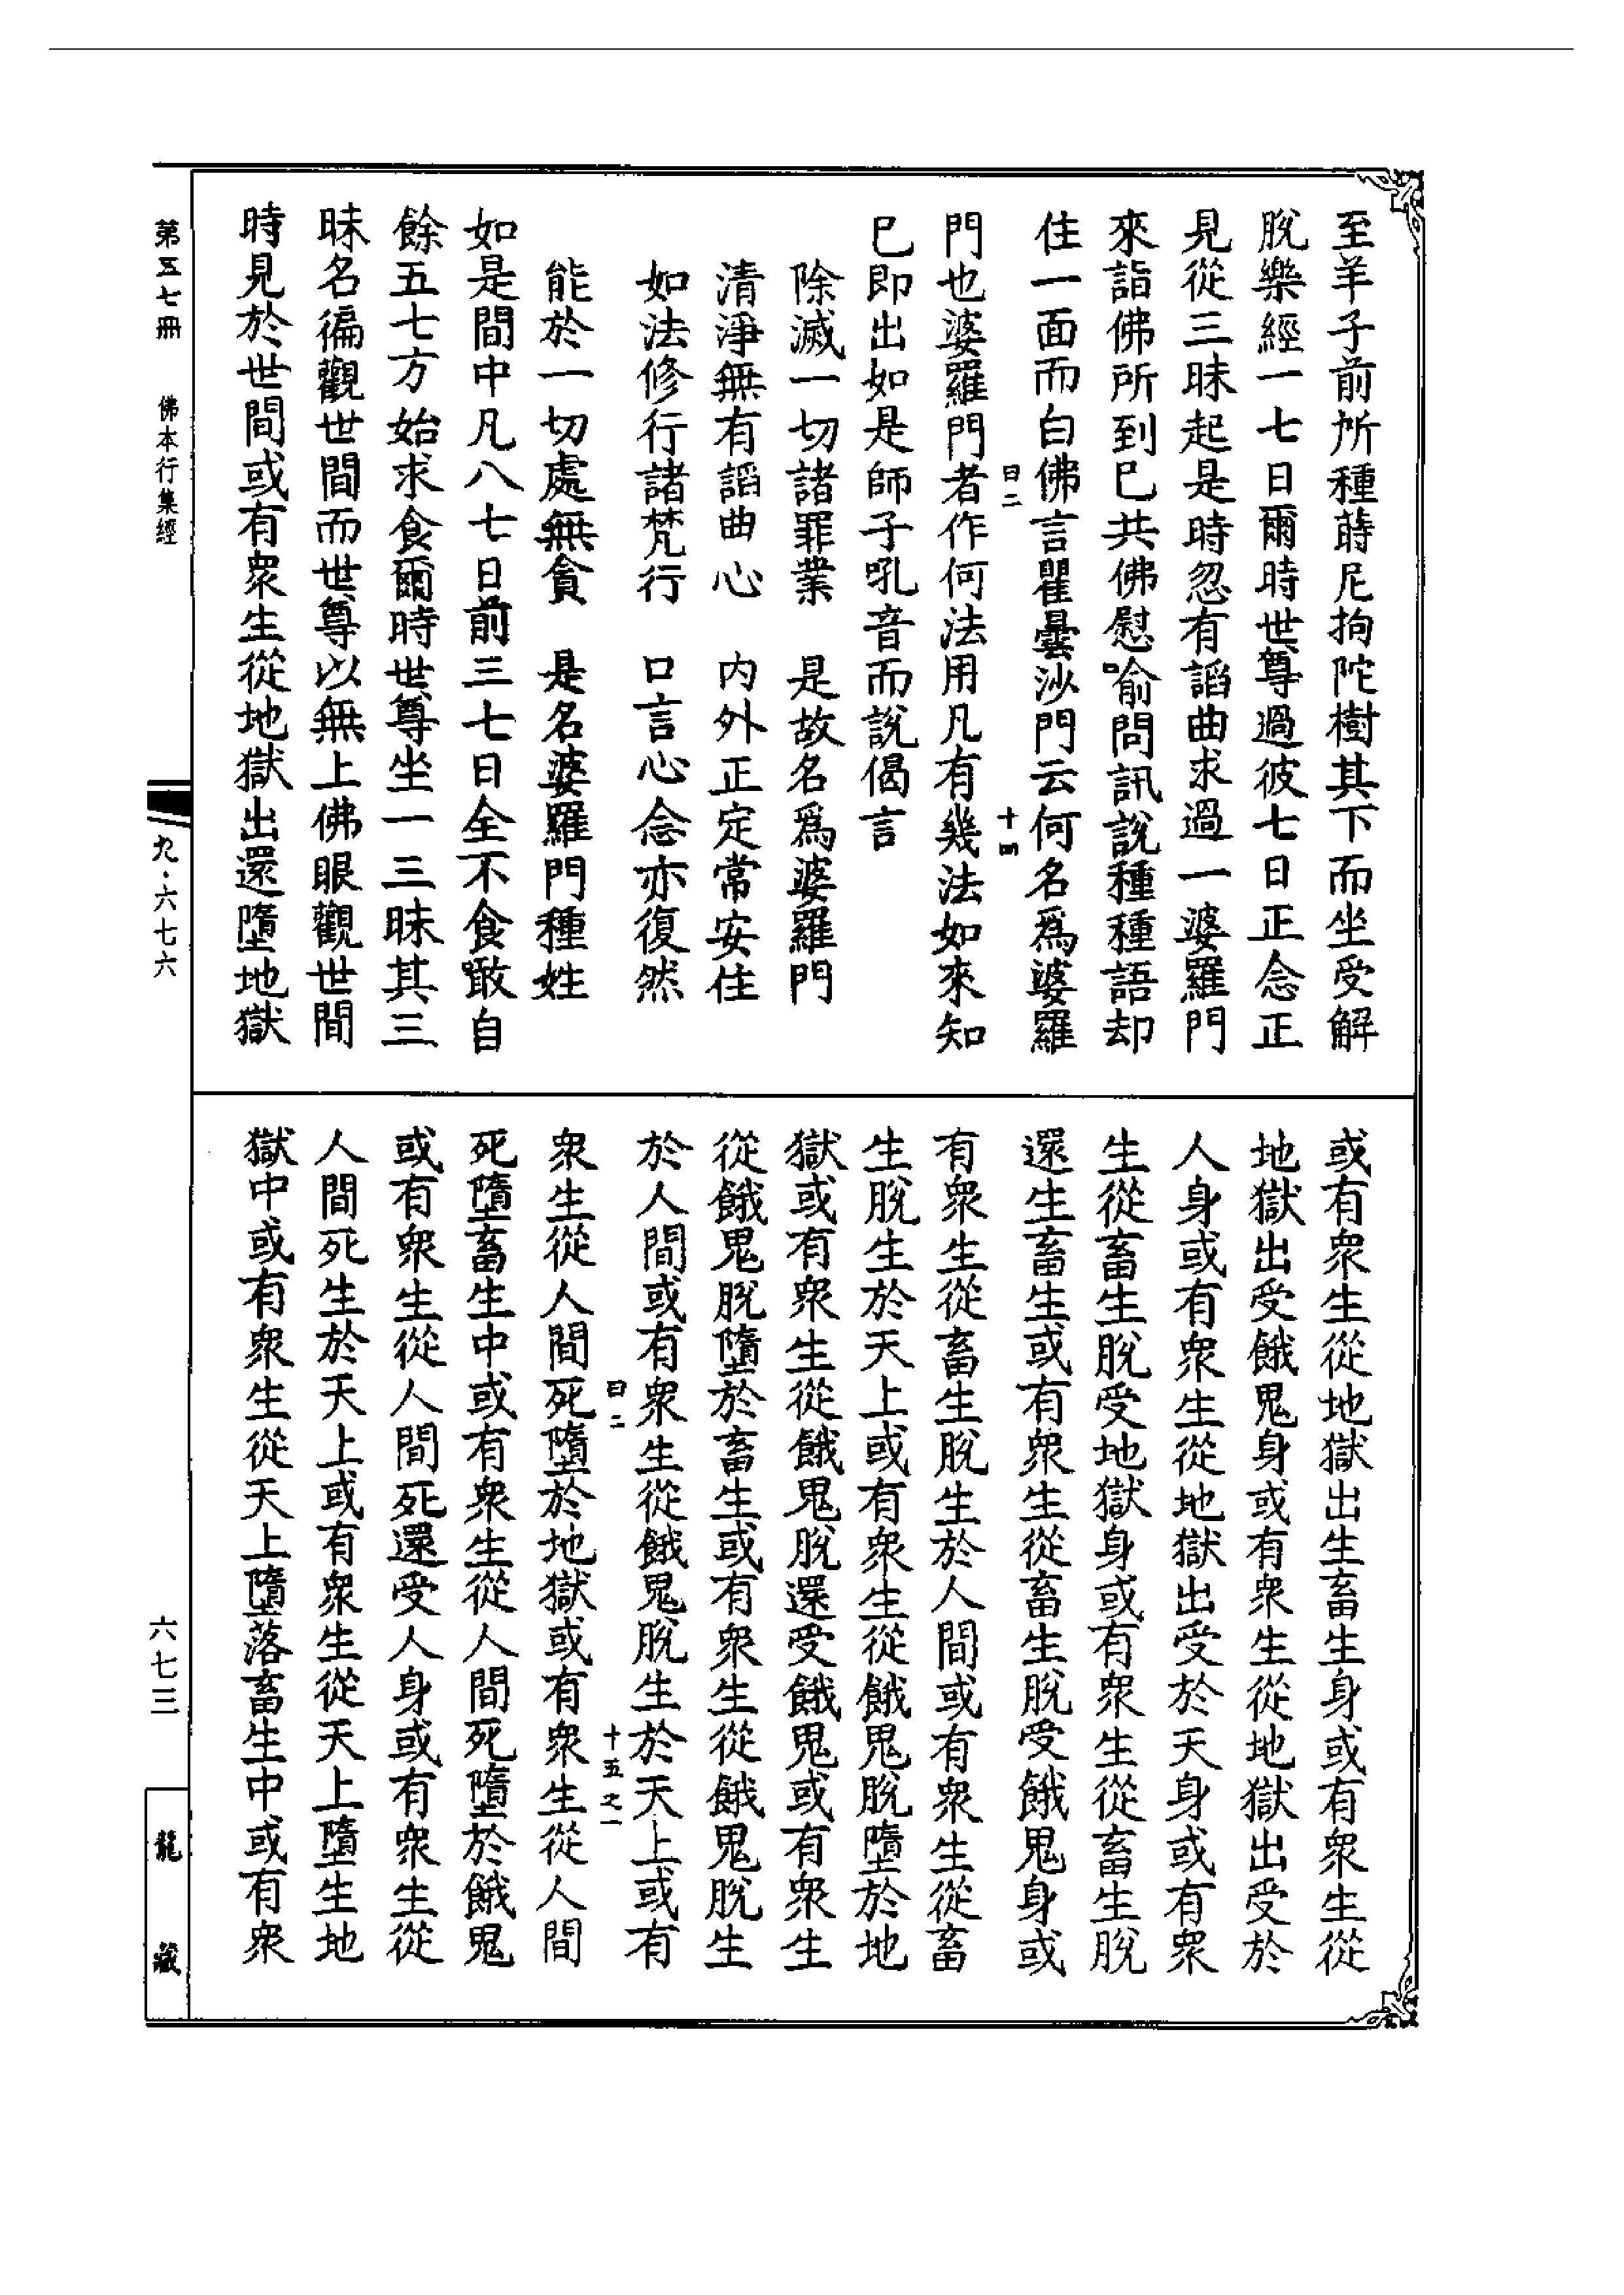 至羊子前所種蒔尼拘陀樹其下而坐受解
脫樂經一七日爾時世尊過彼七日正念正
見從三昧起是時忽有謟曲求過一婆羅門
來詣佛所到已共佛慰喻問訊說種種語却
住一面而白佛言瞿曇沙門云何名爲婆羅
曰二 十四
門也婆羅門者作何法用凡有幾法如來知
已即出如是師子吼音而說偈言
除滅一切諸罪業 是故名爲婆羅門
清淨無有謟曲心 內外正定常安住
如法修行諸梵行 口言心念亦復然
能於一切處無貪 是名婆羅門種姓
如是間中凡八七日前三七日全不食敢自
餘五七方始求食爾時世尊坐一三昧其三
昧名徧觀世間而世尊以無上佛眼觀世間
時見於世間或有衆生從地獄出還墮地獄
或有衆生從地獄出生畜生身或有衆生從
地獄出受餓鬼身或有衆生從地獄出受於
人身或有衆生從地獄出受於天身或有衆
生從畜生脫受地獄身或有衆生從畜生脫
還生畜生或有衆生從畜生脫受餓鬼身或
有衆生從畜生脫生於人間或有衆生從畜
生脫生於天上或有衆生從餓鬼脫墮於地
獄或有衆生從餓鬼脫還受餓鬼或有衆生
從餓鬼脫墮於畜生或有衆生從餓鬼脫生
於人間或有衆生從餓鬼脫生於天上或有
曰二 十五之一
衆生從人間死墮於地獄或有衆生從人間
死墮畜生中或有衆生從人間死墮於餓鬼
或有衆生從人間死還受人身或有衆生從
人間死生於天上或有衆生從天上墮生地
獄中或有衆生從天上墮落畜生中或有衆
第五七冊 佛本行集經 九·六七六
六七三
龍藏